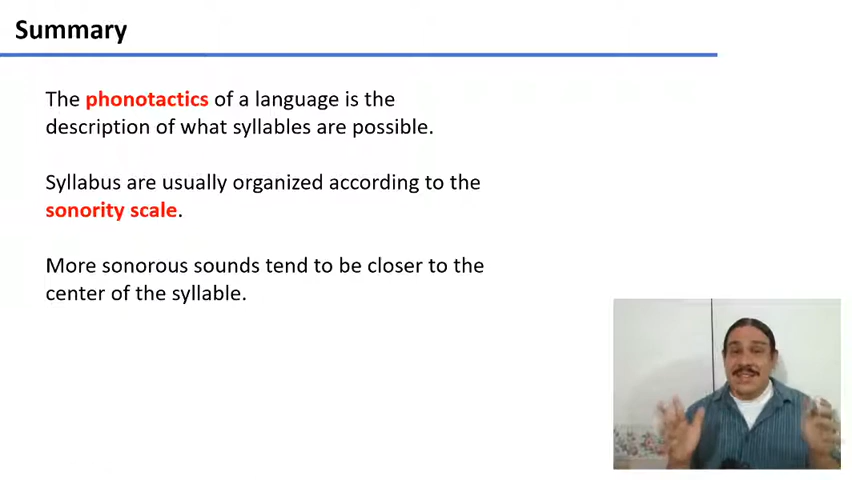 Summary
The phonotactics of a language is the
description of what syllables are possible.
Syllabus are usually organized according to the
sonority scale.
More sonorous sounds tend to be closer to the
center of the syllable.